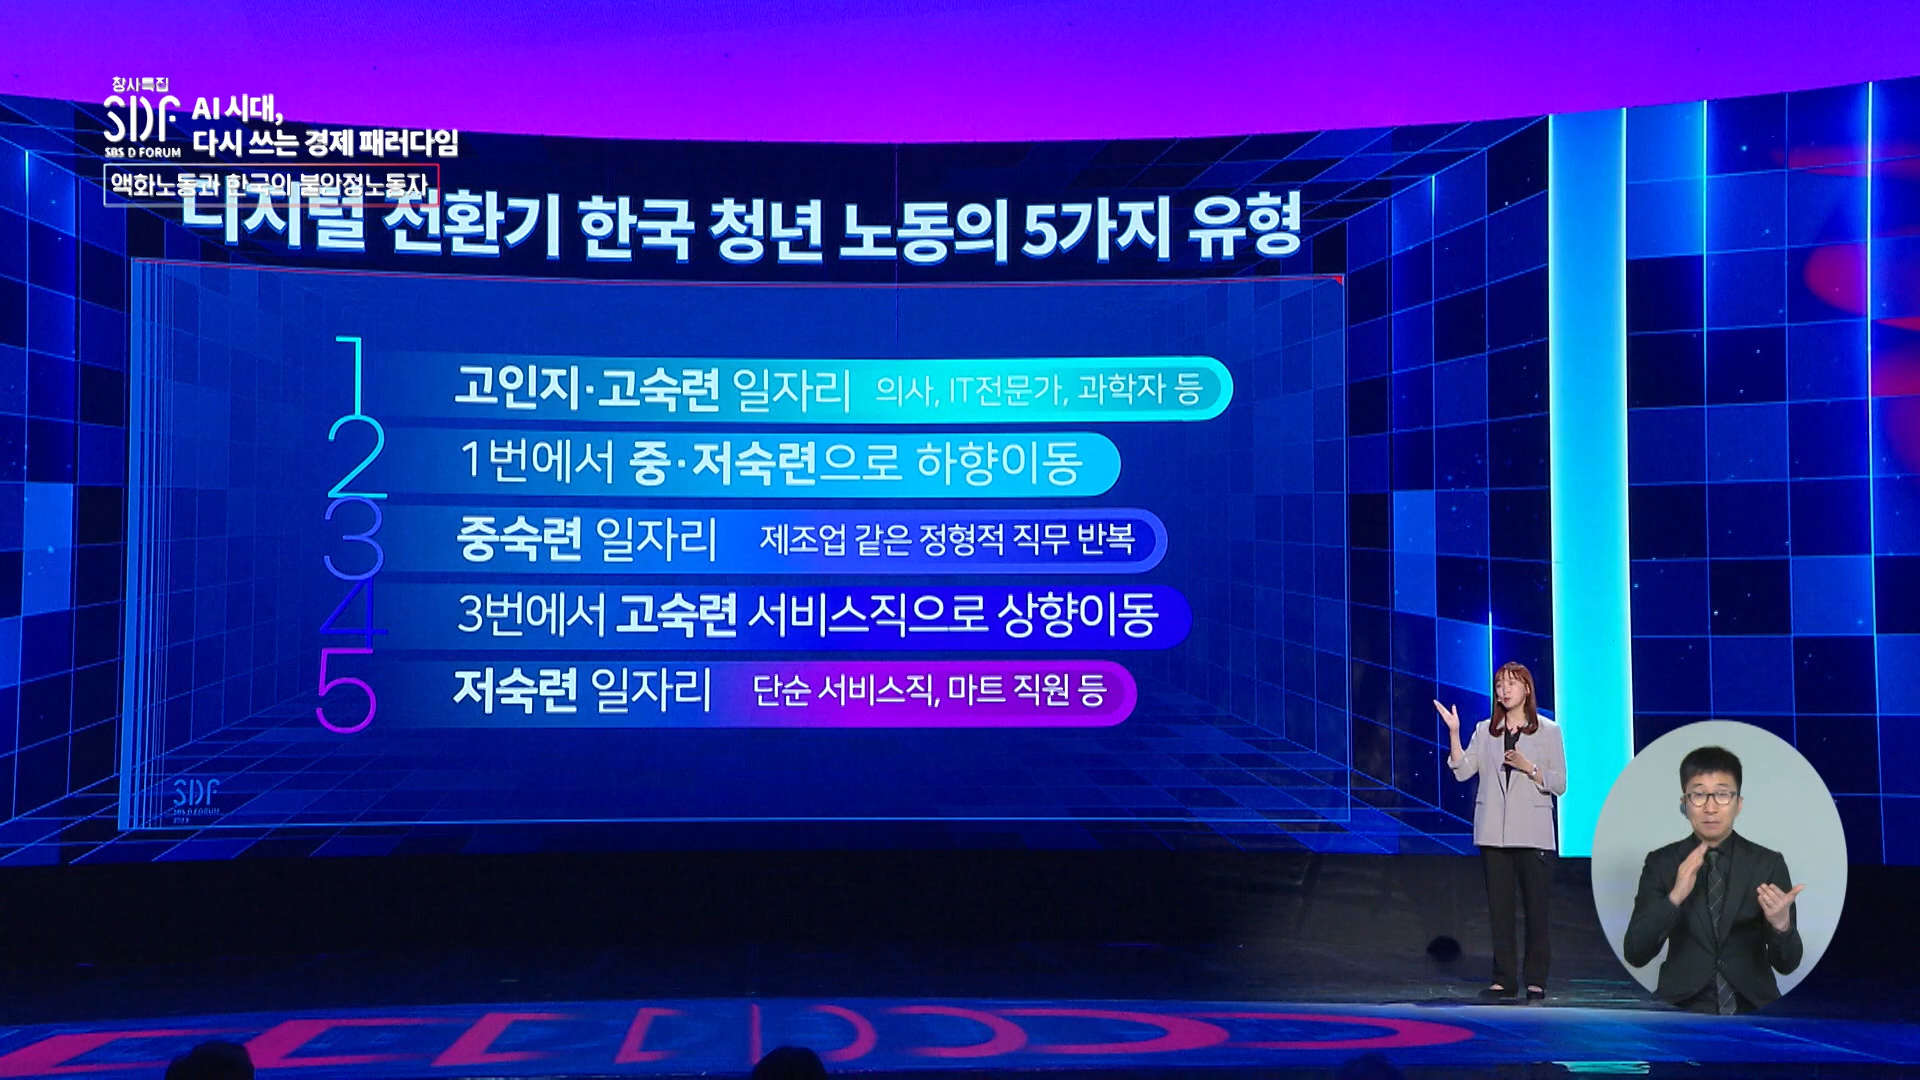 창사특집
SDF
SBS D FORUM
AI 시대,
다시 쓰는 경제 패러다임
액화노동과 한국의 불안정노동자
디지털 전환기 한국 청년 노동의 5가지 유형
1 고인지·고숙련 일자리 의사, IT전문가, 과학자 등
2 1번에서 중·저숙련으로 하향이동
3 중숙련 일자리 제조업 같은 정형적 직무 반복
4 3번에서 고숙련 서비스직으로 상향이동
5 저숙련 일자리 단순 서비스직, 마트 직원 등
SDF
SBS D FORUM